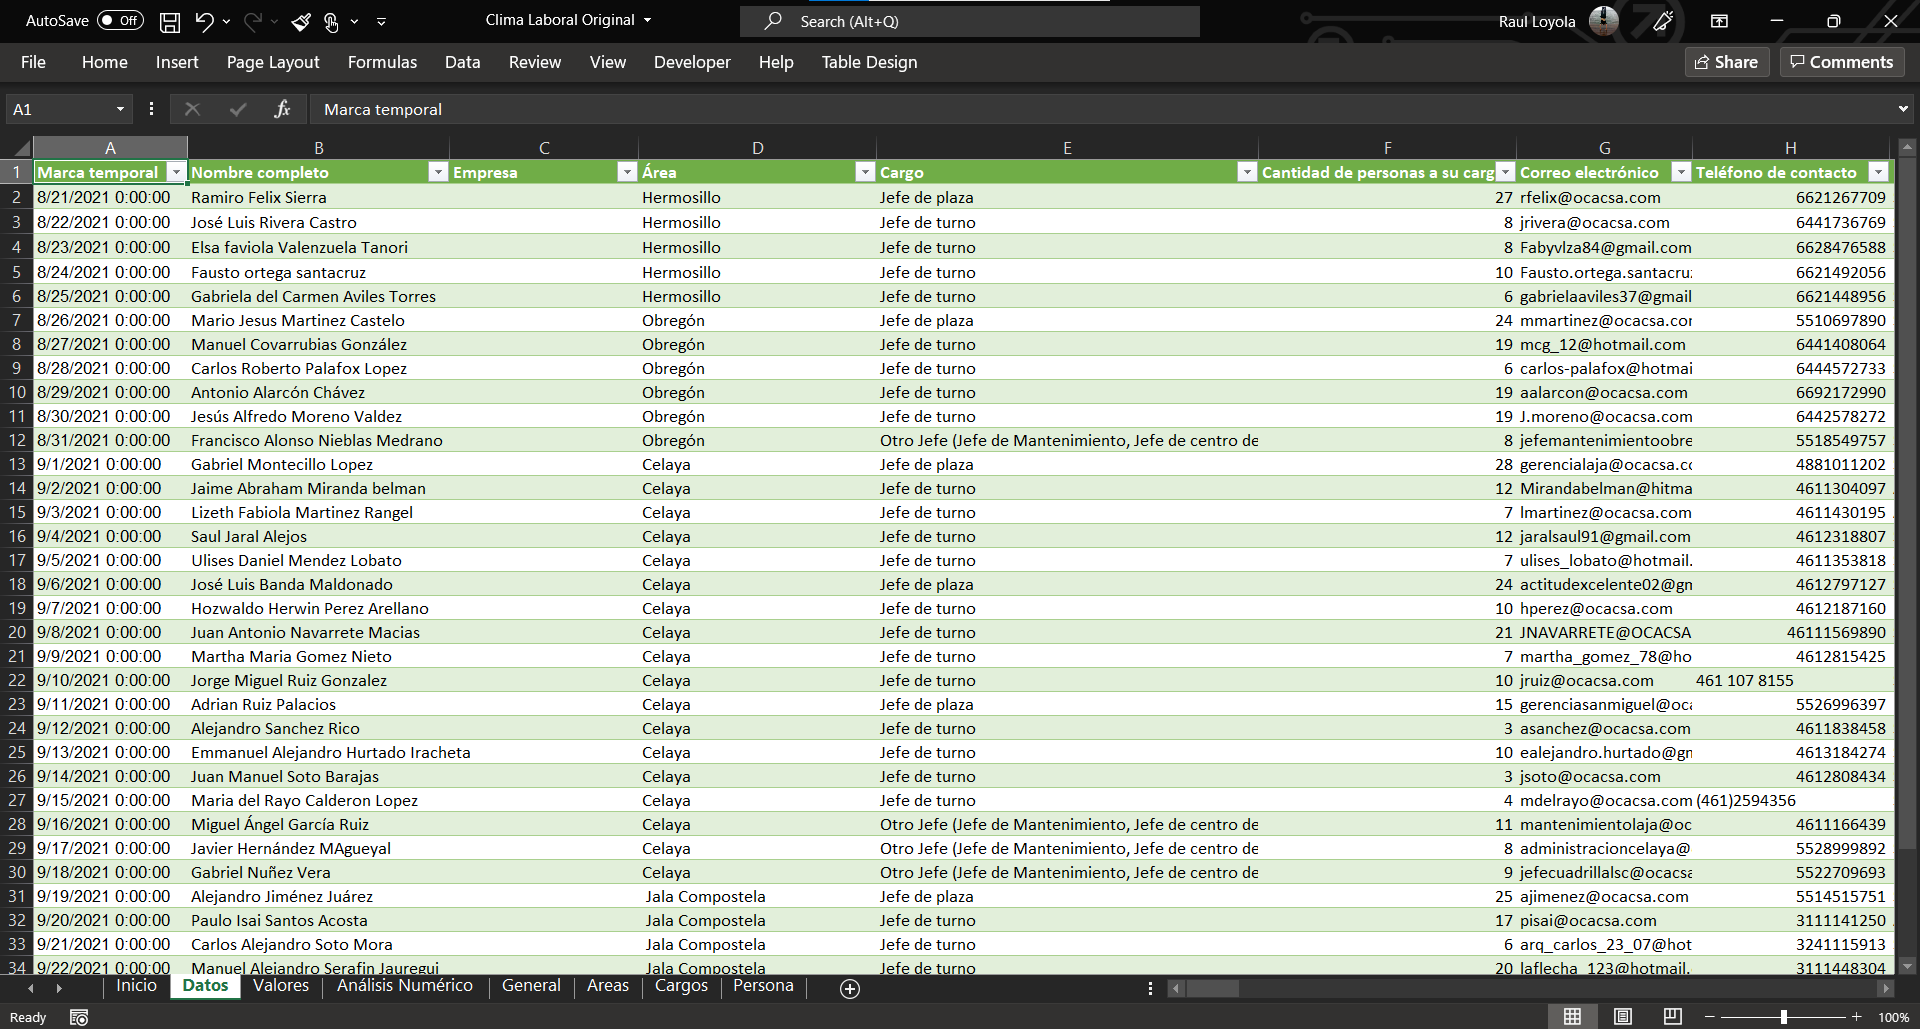 AutoSave Off Clima Laboral Original Search (Alt+Q) Raul Loyola
File Home Insert Page Layout Formulas Data Review View Developer Help Table Design Share Comments
A1 fx Marca temporal
A B C D E F G H
1 Marca temporal Nombre completo Empresa Área Cargo Cantidad de personas a su carg Correo electrónico Teléfono de contacto
2 8/21/2021 0:00:00 Ramiro Felix Sierra Hermosillo Jefe de plaza 27 rfelix@ocacsa.com 6621267709
3 8/22/2021 0:00:00 José Luis Rivera Castro Hermosillo Jefe de turno 8 jrivera@ocacsa.com 6441736769
4 8/23/2021 0:00:00 Elsa faviola Valenzuela Tanori Hermosillo Jefe de turno 8 Fabyvlza84@gmail.com 6628476588
5 8/24/2021 0:00:00 Fausto ortega santacruz Hermosillo Jefe de turno 10 Fausto.ortega.santacru 6621492056
6 8/25/2021 0:00:00 Gabriela del Carmen Aviles Torres Hermosillo Jefe de turno 6 gabrielaaviles37@gmail 6621448956
7 8/26/2021 0:00:00 Mario Jesus Martinez Castelo Obregón Jefe de plaza 24 mmartinez@ocacsa.cor 5510697890
8 8/27/2021 0:00:00 Manuel Covarrubias González Obregón Jefe de turno 19 mcg_12@hotmail.com 6441408064
9 8/28/2021 0:00:00 Carlos Roberto Palafox Lopez Obregón Jefe de turno 6 carlos-palafox@hotmai 6444572733
10 8/29/2021 0:00:00 Antonio Alarcón Chávez Obregón Jefe de turno 19 aalarcon@ocacsa.com 6692172990
11 8/30/2021 0:00:00 Jesús Alfredo Moreno Valdez Obregón Jefe de turno 19 J.moreno@ocacsa.com 6442578272
12 8/31/2021 0:00:00 Francisco Alonso Nieblas Medrano Obregón Otro Jefe (Jefe de Mantenimiento, Jefe de centro de 8 jefemantenimientoobre 5518549757
13 9/1/2021 0:00:00 Gabriel Montecillo Lopez Celaya Jefe de plaza 28 gerencialaja@ocacsa.cc 4881011202
14 9/2/2021 0:00:00 Jaime Abraham Miranda belman Celaya Jefe de turno 12 Mirandabelman@hitma 4611304097
15 9/3/2021 0:00:00 Lizeth Fabiola Martinez Rangel Celaya Jefe de turno 7 lmartinez@ocacsa.com 4611430195
16 9/4/2021 0:00:00 Saul Jaral Alejos Celaya Jefe de turno 12 jaralsaul91@gmail.com 4612318807
17 9/5/2021 0:00:00 Ulises Daniel Mendez Lobato Celaya Jefe de turno 7 ulises_lobato@hotmail. 4611353818
18 9/6/2021 0:00:00 José Luis Banda Maldonado Celaya Jefe de plaza 24 actitudexcelente02@gn 4612797127
19 9/7/2021 0:00:00 Hozwaldo Herwin Perez Arellano Celaya Jefe de turno 10 hperez@ocacsa.com 4612187160
20 9/8/2021 0:00:00 Juan Antonio Navarrete Macias Celaya Jefe de turno 21 JNAVARRETE@OCACSA 46111569890
21 9/9/2021 0:00:00 Martha Maria Gomez Nieto Celaya Jefe de turno 7 martha_gomez_78@ho 4612815425
22 9/10/2021 0:00:00 Jorge Miguel Ruiz Gonzalez Celaya Jefe de turno 10 jruiz@ocacsa.com 461 107 8155
23 9/11/2021 0:00:00 Adrian Ruiz Palacios Celaya Jefe de plaza 15 gerenciasanmiguel@oca 5526996397
24 9/12/2021 0:00:00 Alejandro Sanchez Rico Celaya Jefe de turno 3 asanchez@ocacsa.com 4611838458
25 9/13/2021 0:00:00 Emmanuel Alejandro Hurtado Iracheta Celaya Jefe de turno 10 ealejandro.hurtado@gn 4613184274
26 9/14/2021 0:00:00 Juan Manuel Soto Barajas Celaya Jefe de turno 3 jsoto@ocacsa.com 4612808434
27 9/15/2021 0:00:00 Maria del Rayo Calderon Lopez Celaya Jefe de turno 4 mdelrayo@ocacsa.com (461)2594356
28 9/16/2021 0:00:00 Miguel Ángel García Ruiz Celaya Otro Jefe (Jefe de Mantenimiento, Jefe de centro de 11 mantenimientolaja@oc 4611166439
29 9/17/2021 0:00:00 Javier Hernández MAgueyal Celaya Otro Jefe (Jefe de Mantenimiento, Jefe de centro de 8 administracioncelaya@ 5528999892
30 9/18/2021 0:00:00 Gabriel Nuñez Vera Celaya Otro Jefe (Jefe de Mantenimiento, Jefe de centro de 9 jefecuadrillalsc@ocacsa 5522709693
31 9/19/2021 0:00:00 Alejandro Jiménez Juárez Jala Compostela Jefe de plaza 25 ajimenez@ocacsa.com 5514515751
32 9/20/2021 0:00:00 Paulo Isai Santos Acosta Jala Compostela Jefe de turno 17 pisai@ocacsa.com 3111141250
33 9/21/2021 0:00:00 Carlos Alejandro Soto Mora Jala Compostela Jefe de turno 6 arq_carlos_23_07@hot 3241115913
34 9/22/2021 0:00:00 Manuel Alejandro Serafin Jauregui Jala Compostela Jefe de turno 20 laflecha_123@hotmail. 3111448304
Inicio Datos Valores Análisis Numérico General Areas Cargos Persona
Ready 100%